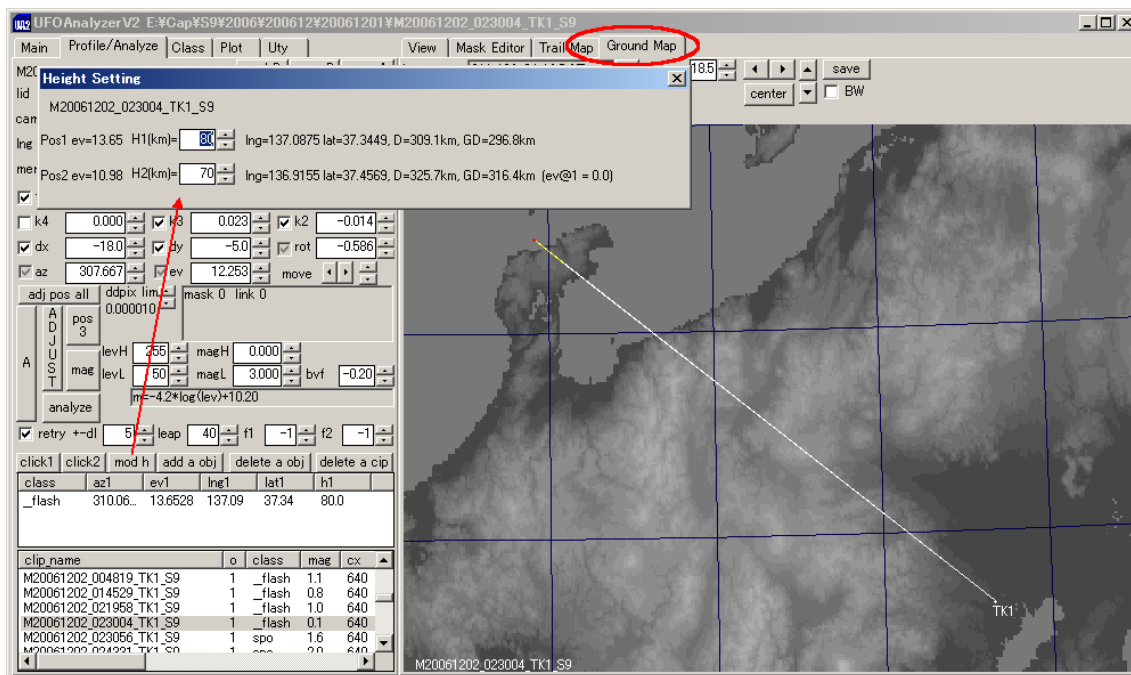 UFOAnalyzerV2 E:¥Cap¥S9¥2006¥200612¥20061201¥M20061202_023004_TK1_S9
Main Profile/Analyze Class Plot Uty View Mask Editor Trail Map Ground Map
18.5 save
center BW
Height Setting
M20061202_023004_TK1_S9
lid
lng
Pos1 ev=13.65 H1(km)= 80 lng=137.0875 lat=37.3449, D=309.1km, GD=296.8km
Pos2 ev=10.98 H2(km)= 70 lng=136.9155 lat=37.4569, D=325.7km, GD=316.4km (ev@1 = 0.0)
k4 0.000 k3 0.023 k2 -0.014
dx -18.0 dy -5.0 rot -0.586
az 307.667 ev 12.253 move
adj pos all ddpix lim mask 0 link 0
0.000010
A ADJUST pos 3
mag
levH 255 magH 0.000
levL 50 magL 3.000 bvf -0.20
m=-4.2*log(lev)+10.20
analyze
retry +-dl 5 leap 40 f1 -1 f2 -1
click1 click2 mod h add a obj delete a obj delete a cip
class az1 ev1 lng1 lat1 h1
_flash 310.06... 13.6528 137.09 37.34 80.0
clip_name o class mag cx
M20061202_004819_TK1_S9 1 _flash 1.1 640
M20061202_014529_TK1_S9 1 _flash 0.8 640
M20061202_021958_TK1_S9 1 _flash 1.0 640
M20061202_023004_TK1_S9 1 _flash 0.1 640
M20061202_023056_TK1_S9 1 spo 1.6 640
TK1
M20061202_023004_TK1_S9